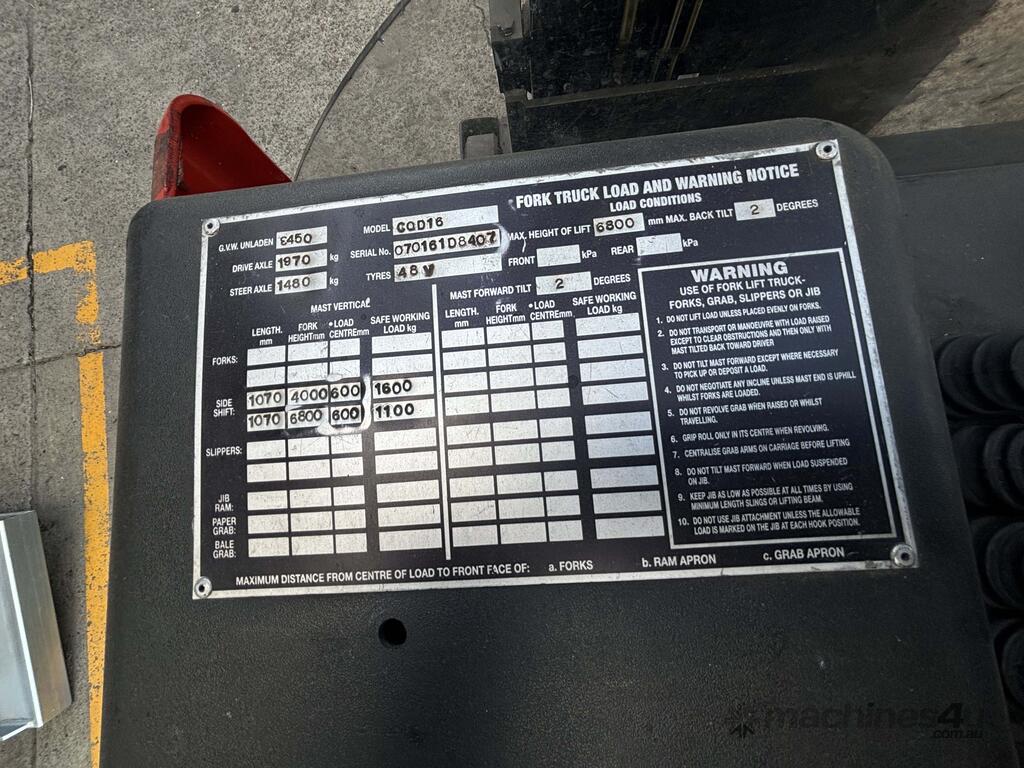 FORK TRUCK LOAD AND WARNING NOTICE
LOAD CONDITIONS
G.V.W. UNLADEN 3450 MODEL CQD16 MAX. HEIGHT OF LIFT 6800 mm MAX. BACK TILT 2 DEGREES
DRIVE AXLE 1970 kg SERIAL No. 070161D8407 FRONT kPa REAR kPa
STEER AXLE 1480 kg TYRES 48V MAST FORWARD TILT 2 DEGREES
MAST VERTICAL
LENGTH. mm FORK HEIGHTmm •LOAD CENTREmm SAFE WORKING LOAD kg
LENGTH. mm FORK HEIGHTmm •LOAD CENTRE mm SAFE WORKING LOAD kg
FORKS:
SIDE SHIFT: 1070 4000 600 1600
1070 6800 600 1100
SLIPPERS:
JIB RAM:
PAPER GRAB:
BALE GRAB:
WARNING
USE OF FORK LIFT TRUCK-
FORKS, GRAB, SLIPPERS OR JIB
1. DO NOT LIFT LOAD UNLESS PLACED EVENLY ON FORKS.
2. DO NOT TRANSPORT OR MANOEUVRE WITH LOAD RAISED
EXCEPT TO CLEAR OBSTRUCTIONS AND THEN ONLY WITH
MAST TILTED BACK TOWARD DRIVER
3. DO NOT TILT MAST FORWARD EXCEPT WHERE NECESSARY
TO PICK UP OR DEPOSIT A LOAD.
4. DO NOT NEGOTIATE ANY INCLINE UNLESS MAST END IS UPHILL
WHILST FORKS ARE LOADED.
5. DO NOT REVOLVE GRAB WHEN RAISED OR WHILST
TRAVELLING.
6. GRIP ROLL ONLY IN ITS CENTRE WHEN REVOLVING.
7. CENTRALISE GRAB ARMS ON CARRIAGE BEFORE LIFTING
8. DO NOT TILT MAST FORWARD WHEN LOAD SUSPENDED
ON JIB.
9. KEEP JIB AS LOW AS POSSIBLE AT ALL TIMES BY USING
MINIMUM LENGTH SLINGS OR LIFTING BEAM.
10. DO NOT USE JIB ATTACHMENT UNLESS THE ALLOWABLE
LOAD IS MARKED ON THE JIB AT EACH HOOK POSITION.
MAXIMUM DISTANCE FROM CENTRE OF LOAD TO FRONT FACE OF: a. FORKS b. RAM APRON c. GRAB APRON
machines4u
.com.au